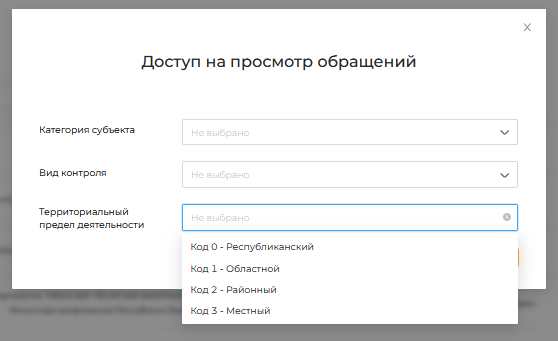 Доступ на просмотр обращений
Категория субъекта
Не выбрано
Вид контроля
Не выбрано
Территориальный
предел деятельности
Не выбрано
Код 0 - Республиканский
Код 1 - Областной
Код 2 - Районный
Код 3 - Местный